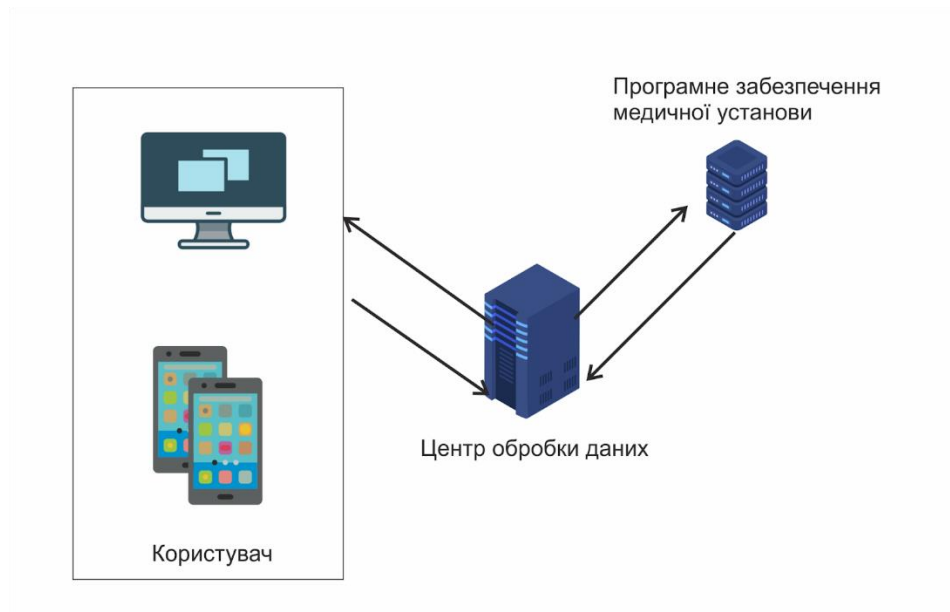 Програмне забезпечення
медичної установи
Центр обробки даних
Користувач